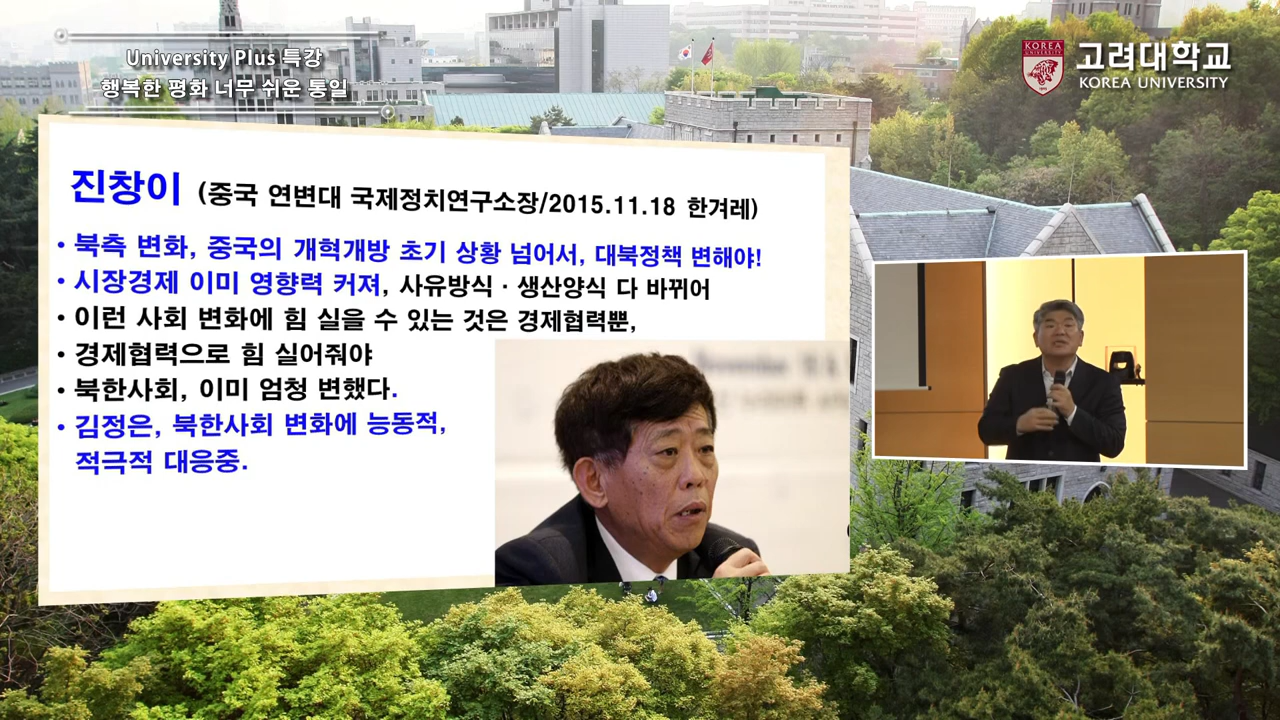 University Plus 특강
행복한 평화 너무 쉬운 통일
KOREA
UNIVERSITY
고려대학교
KOREA UNIVERSITY
진창이 (중국 연변대 국제정치연구소장/2015.11.18 한겨레)
• 북측 변화, 중국의 개혁개방 초기 상황 넘어서, 대북정책 변해야!
• 시장경제 이미 영향력 커져, 사유방식 · 생산양식 다 바뀌어
• 이런 사회 변화에 힘 실을 수 있는 것은 경제협력뿐,
• 경제협력으로 힘 실어줘야
• 북한사회, 이미 엄청 변했다.
• 김정은, 북한사회 변화에 능동적,
적극적 대응중.